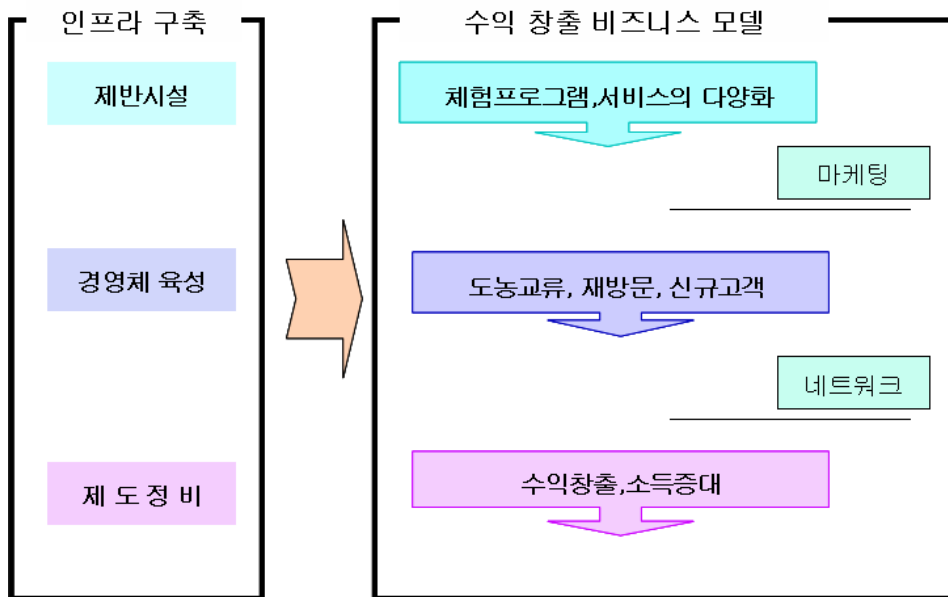 인프라 구축
제반시설
경영체 육성
제 도 정 비
수익 창출 비즈니스 모델
체험프로그램,서비스의 다양화
마케팅
도농교류, 재방문, 신규고객
네트워크
수익창출,소득증대